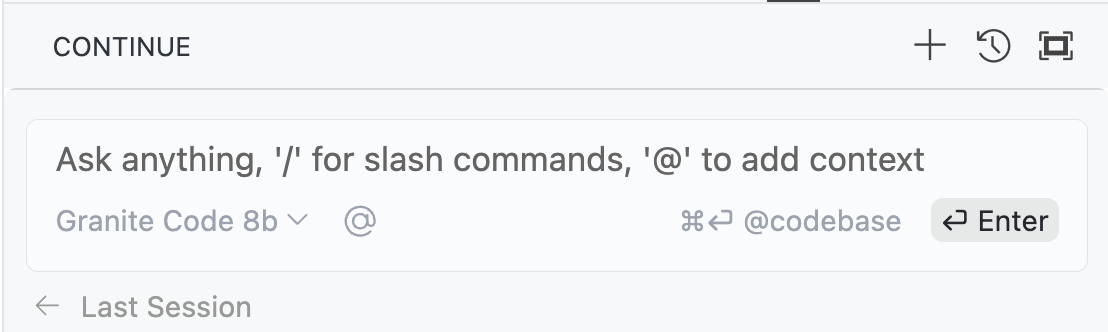 CONTINUE
Ask anything, '/' for slash commands, '@' to add context
Granite Code 8b @ ⌘⏎ @codebase ⏎ Enter
← Last Session